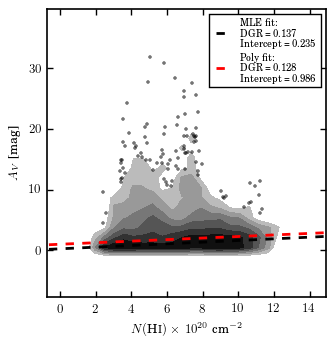 MLE fit:
DGR = 0.137
Intercept = 0.235
Poly fit:
DGR = 0.128
Intercept = 0.986
30
20
10
0
A_V [mag]
0 2 4 6 8 10 12 14
N(HI) × 10^20 cm^−2